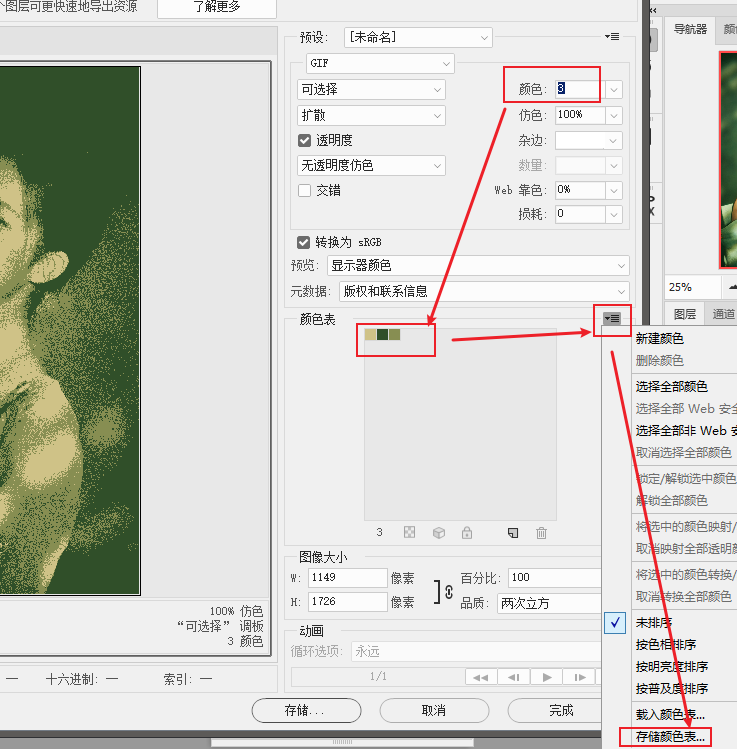 个图层可更快速地导出资源
了解更多
预设: [未命名]
GIF
可选择
颜色: 3
扩散
仿色: 100%
透明度
杂边:
无透明度仿色
数量:
交错
Web 靠色: 0%
损耗: 0
转换为 sRGB
预览: 显示器颜色
元数据: 版权和联系信息
颜色表
3
图像大小
W: 1149 像素
百分比: 100
H: 1726 像素
品质: 两次立方
动画
循环选项: 永远
1/1
100% 仿色
“可选择” 调板
3 颜色
— 十六进制: — 索引: —
存储...
取消
完成
导航器
25%
图层 通道
新建颜色
删除颜色
选择全部颜色
选择全部 Web 安全
选择全部非 Web 安
取消选择全部颜色
锁定/解锁选中颜色
解锁全部颜色
将选中的颜色映射/
取消映射全部透明颜
将选中的颜色转换/
取消转换全部颜色
未排序
按色相排序
按明亮度排序
按普及度排序
载入颜色表...
存储颜色表...